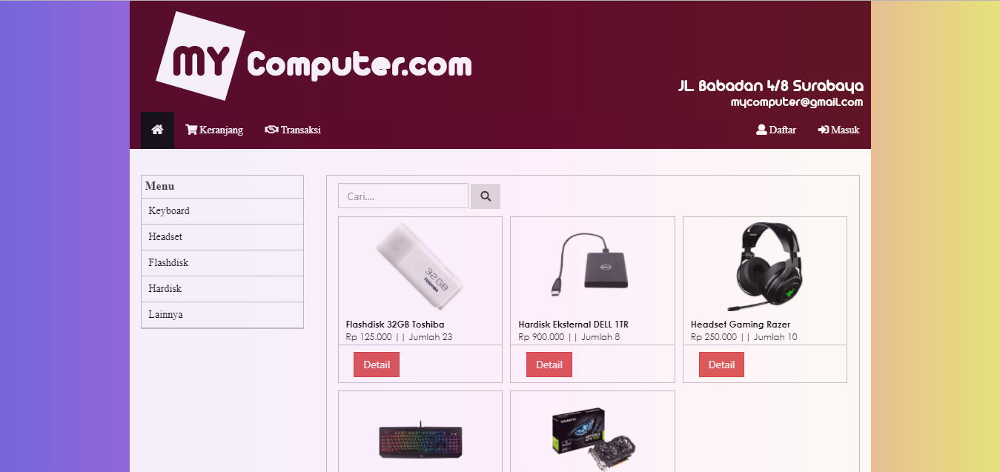 MY Computer.com
JL. Babadan 4/8 Surabaya
mycomputer@gmail.com
Keranjang Transaksi Daftar Masuk
Menu
Keyboard
Headset
Flashdisk
Hardisk
Lainnya
Cari....
32GB
TOSHIBA
DELL
Flashdisk 32GB Toshiba
Rp 125.000 || Jumlah 23
Detail
Hardisk Eksternal DELL 1TR
Rp 900.000 || Jumlah 8
Detail
Headset Gaming Razer
Rp 250.000 || Jumlah 10
Detail
GIGABYTE